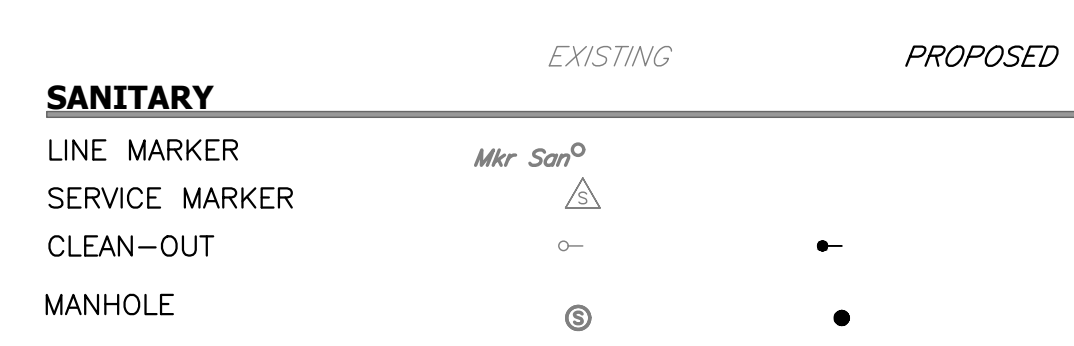 EXISTING PROPOSED
SANITARY
LINE MARKER Mkr San
SERVICE MARKER S
CLEAN-OUT
MANHOLE S